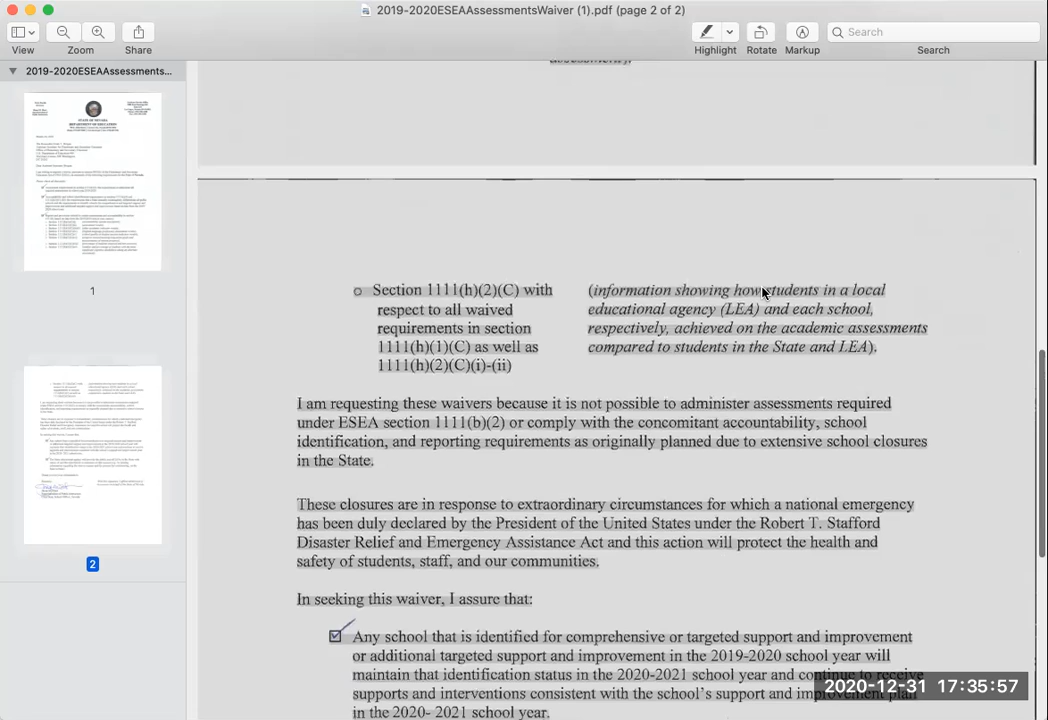 2019-2020ESEAAssessmentsWaiver (1).pdf (page 2 of 2)
View
Zoom
Share
Highlight
Rotate
Markup
Search
Search
2019-2020ESEAAssessments...
1
2
o Section 1111(h)(2)(C) with
respect to all waived
requirements in section
1111(h)(1)(C) as well as
1111(h)(2)(C)(i)-(ii)
(information showing how students in a local
educational agency (LEA) and each school,
respectively, achieved on the academic assessments
compared to students in the State and LEA).
I am requesting these waivers because it is not possible to administer assessments required
under ESEA section 1111(b)(2) or comply with the concomitant accountability, school
identification, and reporting requirements as originally planned due to extensive school closures
in the State.
These closures are in response to extraordinary circumstances for which a national emergency
has been duly declared by the President of the United States under the Robert T. Stafford
Disaster Relief and Emergency Assistance Act and this action will protect the health and
safety of students, staff, and our communities.
In seeking this waiver, I assure that:
Any school that is identified for comprehensive or targeted support and improvement
or additional targeted support and improvement in the 2019-2020 school year will
maintain that identification status in the 2020-2021 school year and continue to receive
supports and interventions consistent with the school's support and improvement plan
in the 2020- 2021 school year.
2020-12-31 17:35:57